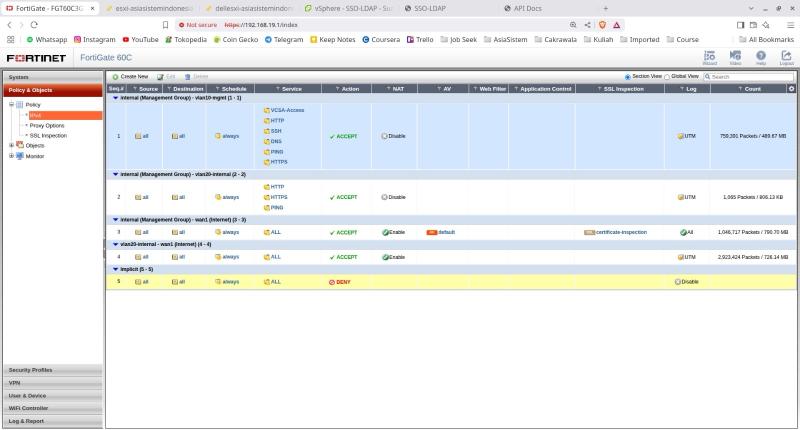 FortiGate - FGT60C3G
esxi-asiasistemindonesia
dellesxi-asiasistemindonesi
vSphere - SSO-LDAP - Su
SSO-LDAP
API Docs
Not secure https://192.168.19.1/index
Whatsapp Instagram YouTube Tokopedia Coin Gecko Telegram Keep Notes Coursera Trello Job Seek AsiaSistem Cakrawala Kuliah Imported Course All Bookmarks
FORTINET FortiGate 60C Wizard Video Help Logout
System
Policy & Objects
Policy
IPv4
Proxy Options
SSL Inspection
Objects
Monitor
Security Profiles
VPN
User & Device
WiFi Controller
Log & Report
Create New Edit Delete Section View Global View Search
Seq.# Source Destination Schedule Service Action NAT AV Web Filter Application Control SSL Inspection Log Count
internal (Management Group) - vlan10-mgmt (1 - 1)
VCSA-Access
HTTP
SSH
1 all all always DNS ACCEPT Disable UTM 759,391 Packets / 489.67 MB
PING
HTTPS
internal (Management Group) - vlan20-internal (2 - 2)
HTTP
2 all all always HTTPS ACCEPT Disable UTM 1,065 Packets / 906.13 KB
PING
internal (Management Group) - wan1 (Internet) (3 - 3)
3 all all always ALL ACCEPT Enable default certificate-inspection All 1,046,717 Packets / 790.70 MB
vlan20-internal - wan1 (Internet) (4 - 4)
4 all all always ALL ACCEPT Enable UTM 2,923,424 Packets / 726.14 MB
Implicit (5 - 5)
5 all all always ALL DENY Disable